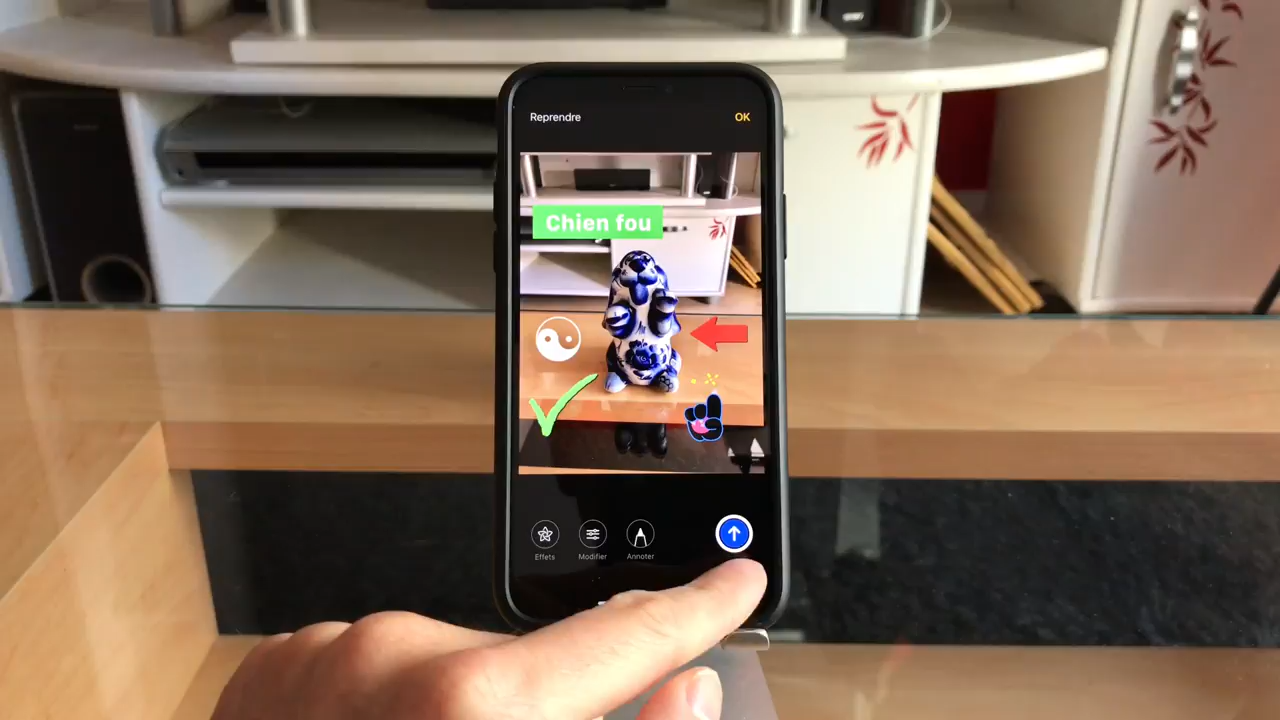 Reprendre
OK
Chien fou
Effets
Modifier
Annoter